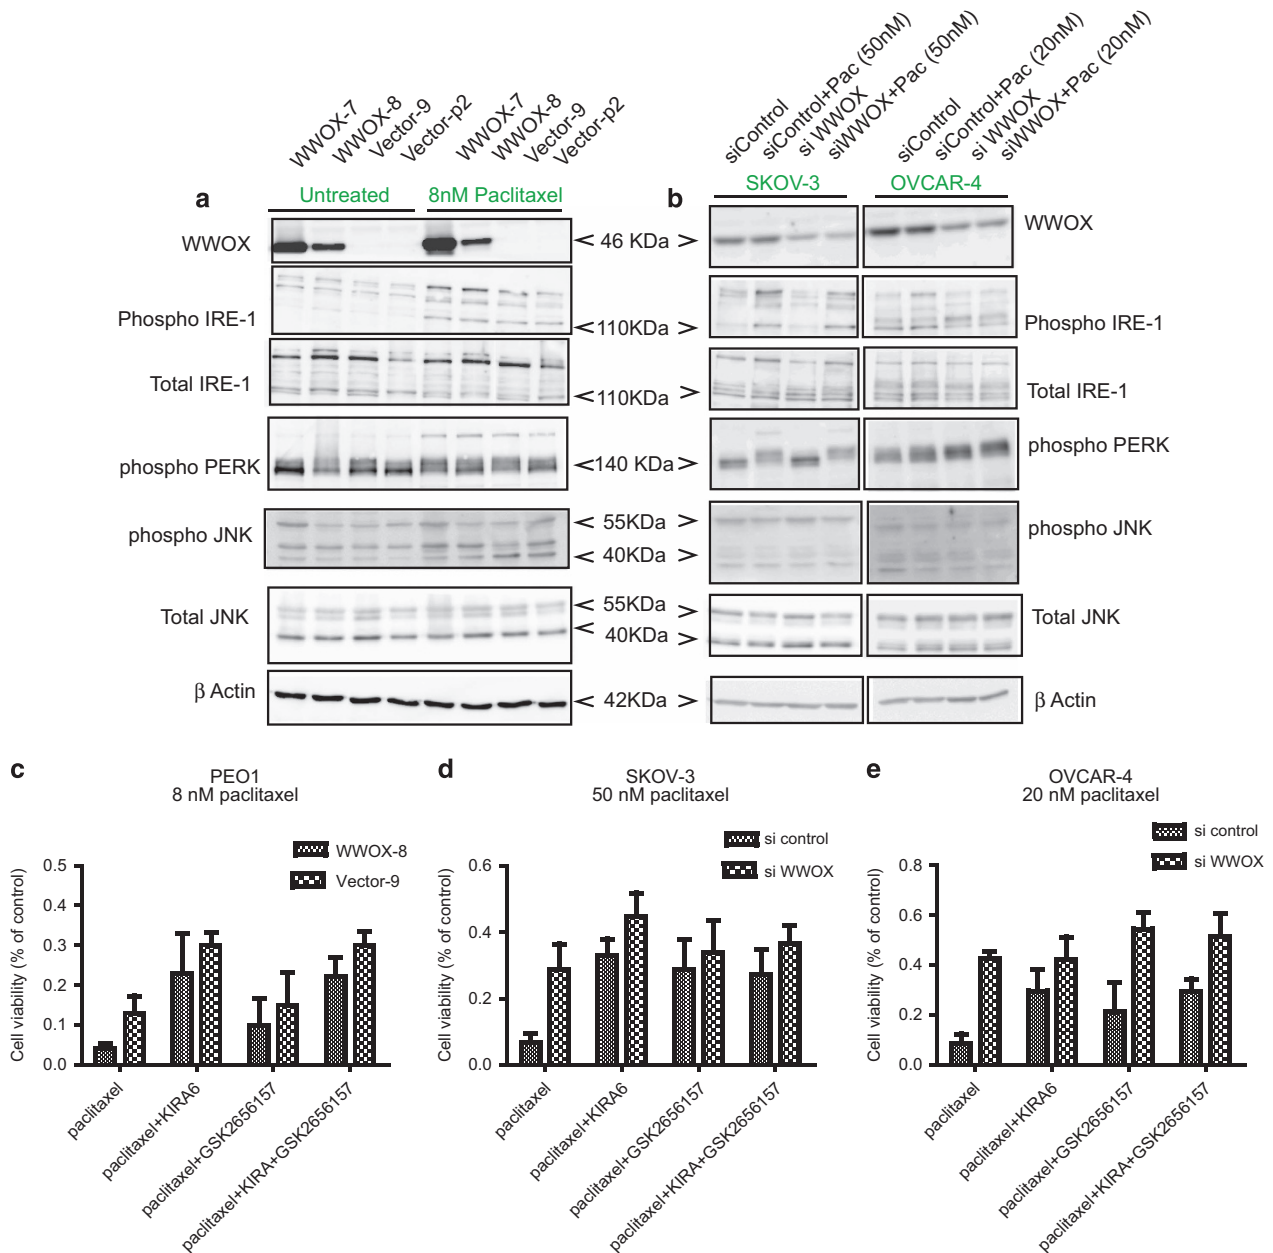 WWOX-7
WWOX-8
Vector-9
Vector-p2
WWOX-7
WWOX-8
Vector-9
Vector-p2
siControl
siControl+Pac (50nM)
si WWOX
siWWOX+Pac (50nM)
siControl
siControl+Pac (20nM)
si WWOX
siWWOX+Pac (20nM)
a
Untreated
8nM Paclitaxel
b
SKOV-3
OVCAR-4
WWOX
< 46 KDa >
WWOX
Phospho IRE-1
<110KDa >
Phospho IRE-1
Total IRE-1
<110KDa >
Total IRE-1
phospho PERK
<140 KDa >
phospho PERK
phospho JNK
< 55KDa >
< 40KDa >
phospho JNK
Total JNK
< 55KDa >
< 40KDa >
Total JNK
β Actin
< 42KDa >
β Actin
c
PEO1
8 nM paclitaxel
WWOX-8
Vector-9
Cell viability (% of control)
0.5
0.4
0.3
0.2
0.1
0.0
paclitaxel
paclitaxel+KIRA6
paclitaxel+GSK2656157
paclitaxel+KIRA+GSK2656157
d
SKOV-3
50 nM paclitaxel
si control
si WWOX
Cell viability (% of control)
0.6
0.4
0.2
0.0
paclitaxel
paclitaxel+KIRA6
paclitaxel+GSK2656157
paclitaxel+KIRA+GSK2656157
e
OVCAR-4
20 nM paclitaxel
si control
si WWOX
Cell viability (% of control)
0.8
0.6
0.4
0.2
0.0
paclitaxel
paclitaxel+KIRA6
paclitaxel+GSK2656157
paclitaxel+KIRA+GSK2656157